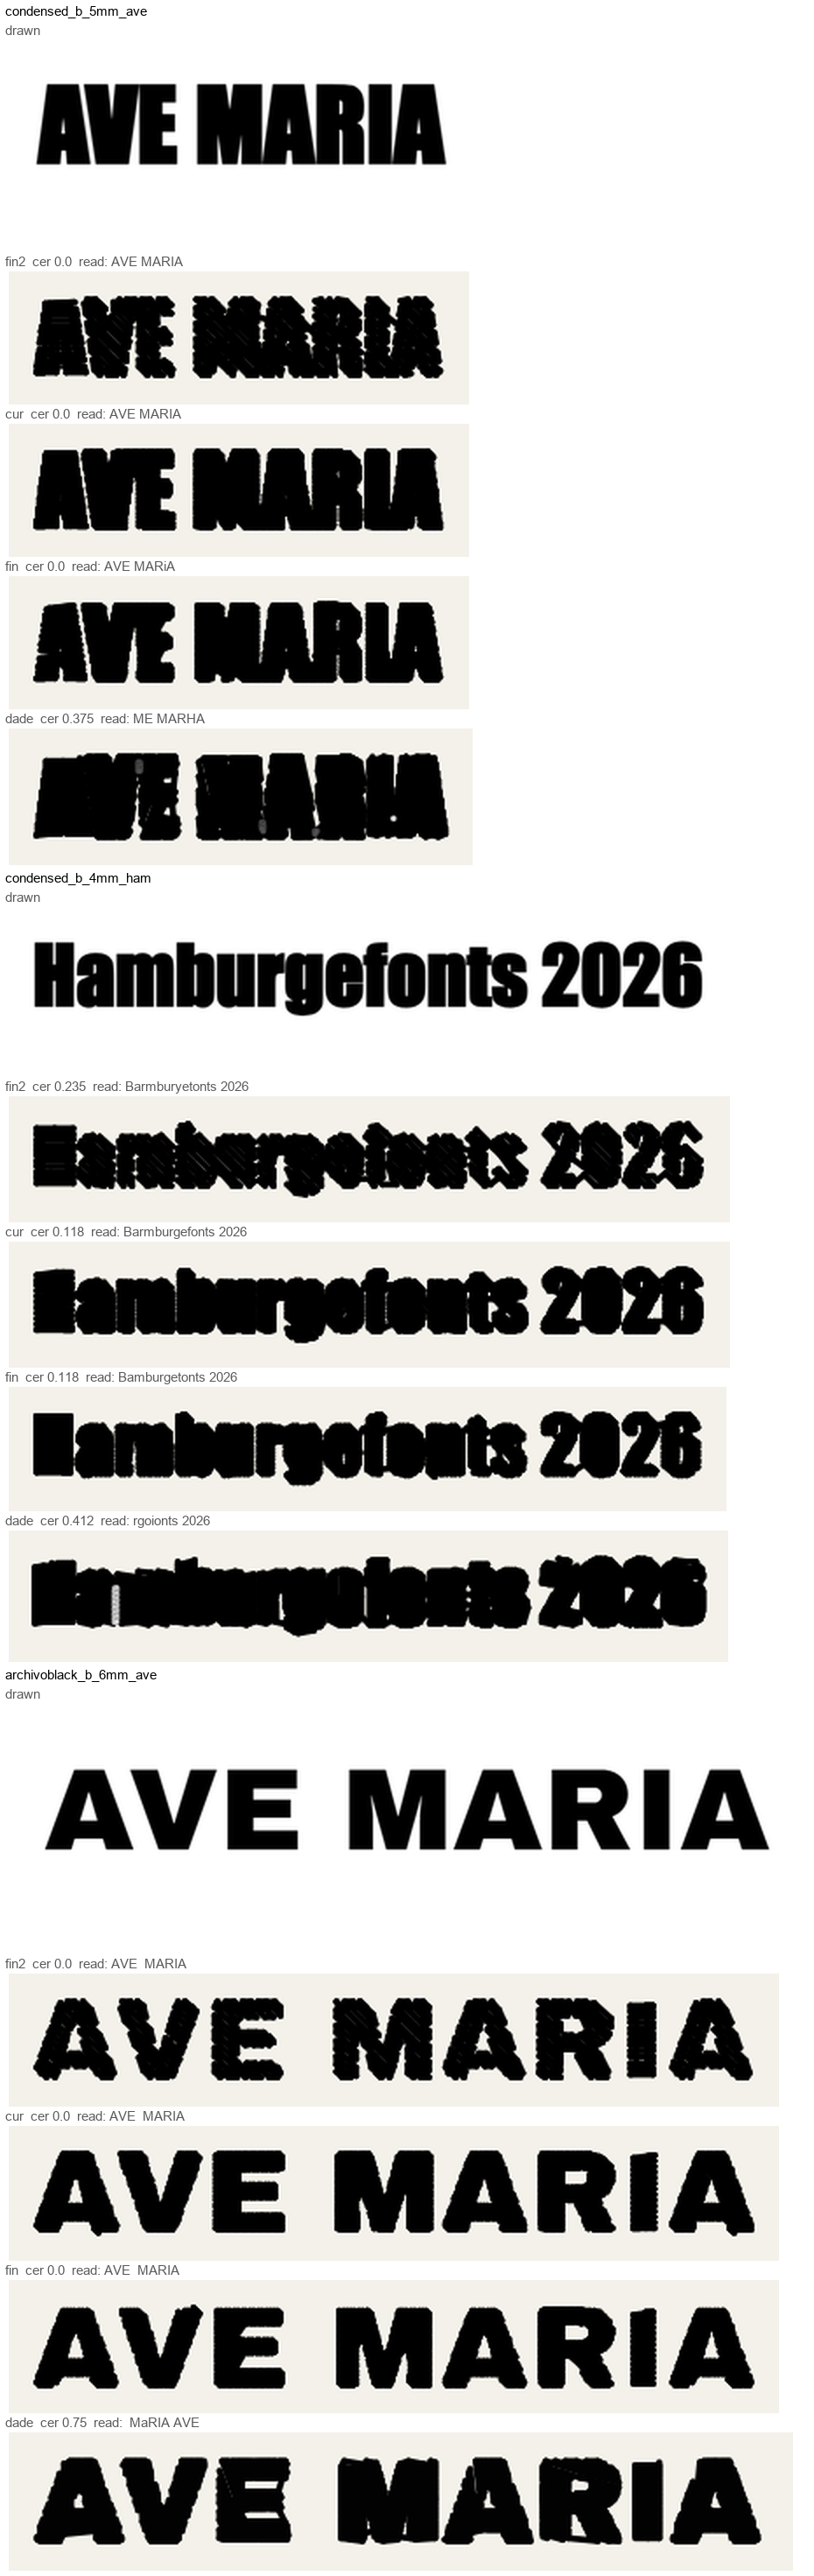 condensed_b_5mm_ave
drawn
AVE MARIA
fin2 cer 0.0 read: AVE MARIA
AVE MARIA
cur cer 0.0 read: AVE MARIA
AVE MARIA
fin cer 0.0 read: AVE MARiA
AVE MARIA
dade cer 0.375 read: ME MARHA
AVE MARIA
condensed_b_4mm_ham
drawn
Hamburgefonts 2026
fin2 cer 0.235 read: Barmburyetonts 2026
Hamburgefonts 2026
cur cer 0.118 read: Barmburgefonts 2026
Hamburgefonts 2026
fin cer 0.118 read: Bamburgetonts 2026
Hamburgefonts 2026
dade cer 0.412 read: rgoionts 2026
Hamburgefonts 2026
archivoblack_b_6mm_ave
drawn
AVE MARIA
fin2 cer 0.0 read: AVE MARIA
AVE MARIA
cur cer 0.0 read: AVE MARIA
AVE MARIA
fin cer 0.0 read: AVE MARIA
AVE MARIA
dade cer 0.75 read: MaRIA AVE
AVE MARIA